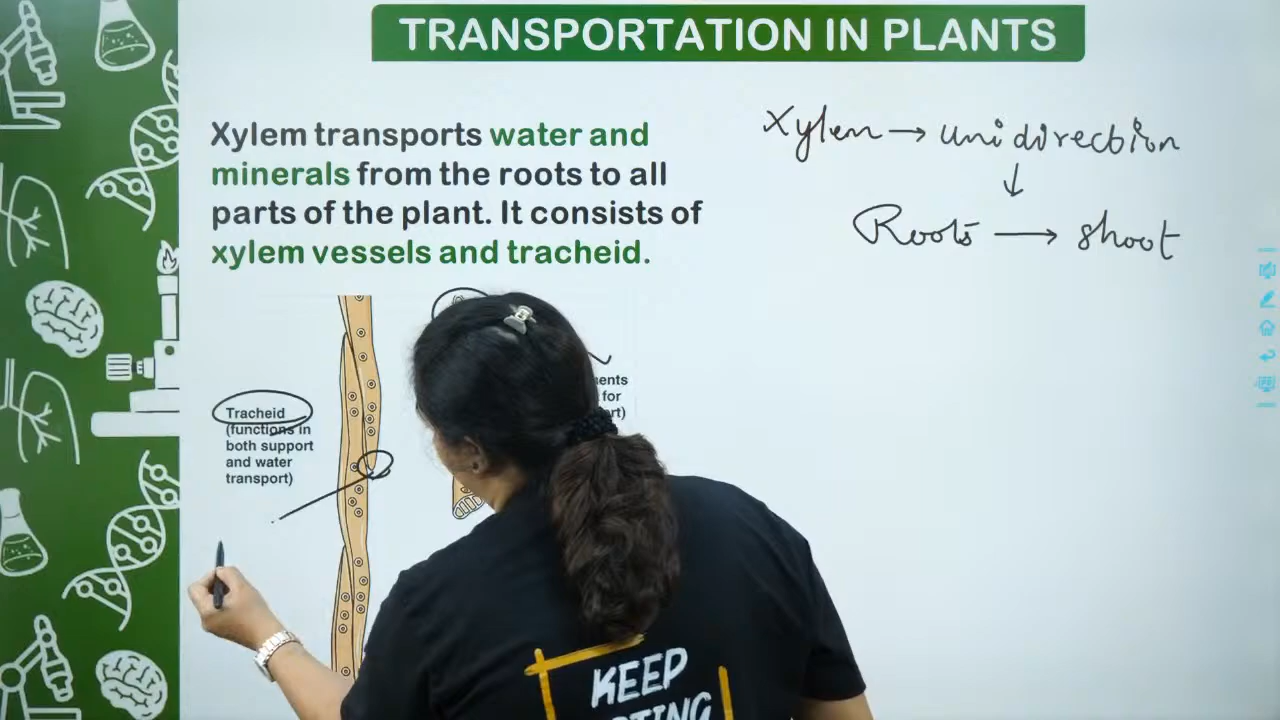 TRANSPORTATION IN PLANTS
Xylem transports water and
minerals from the roots to all
parts of the plant. It consists of
xylem vessels and tracheid.
Xylem → unidirection
↓
Roots → shoot
Tracheid
(functions in
both support
and water
transport)
for
KEEP